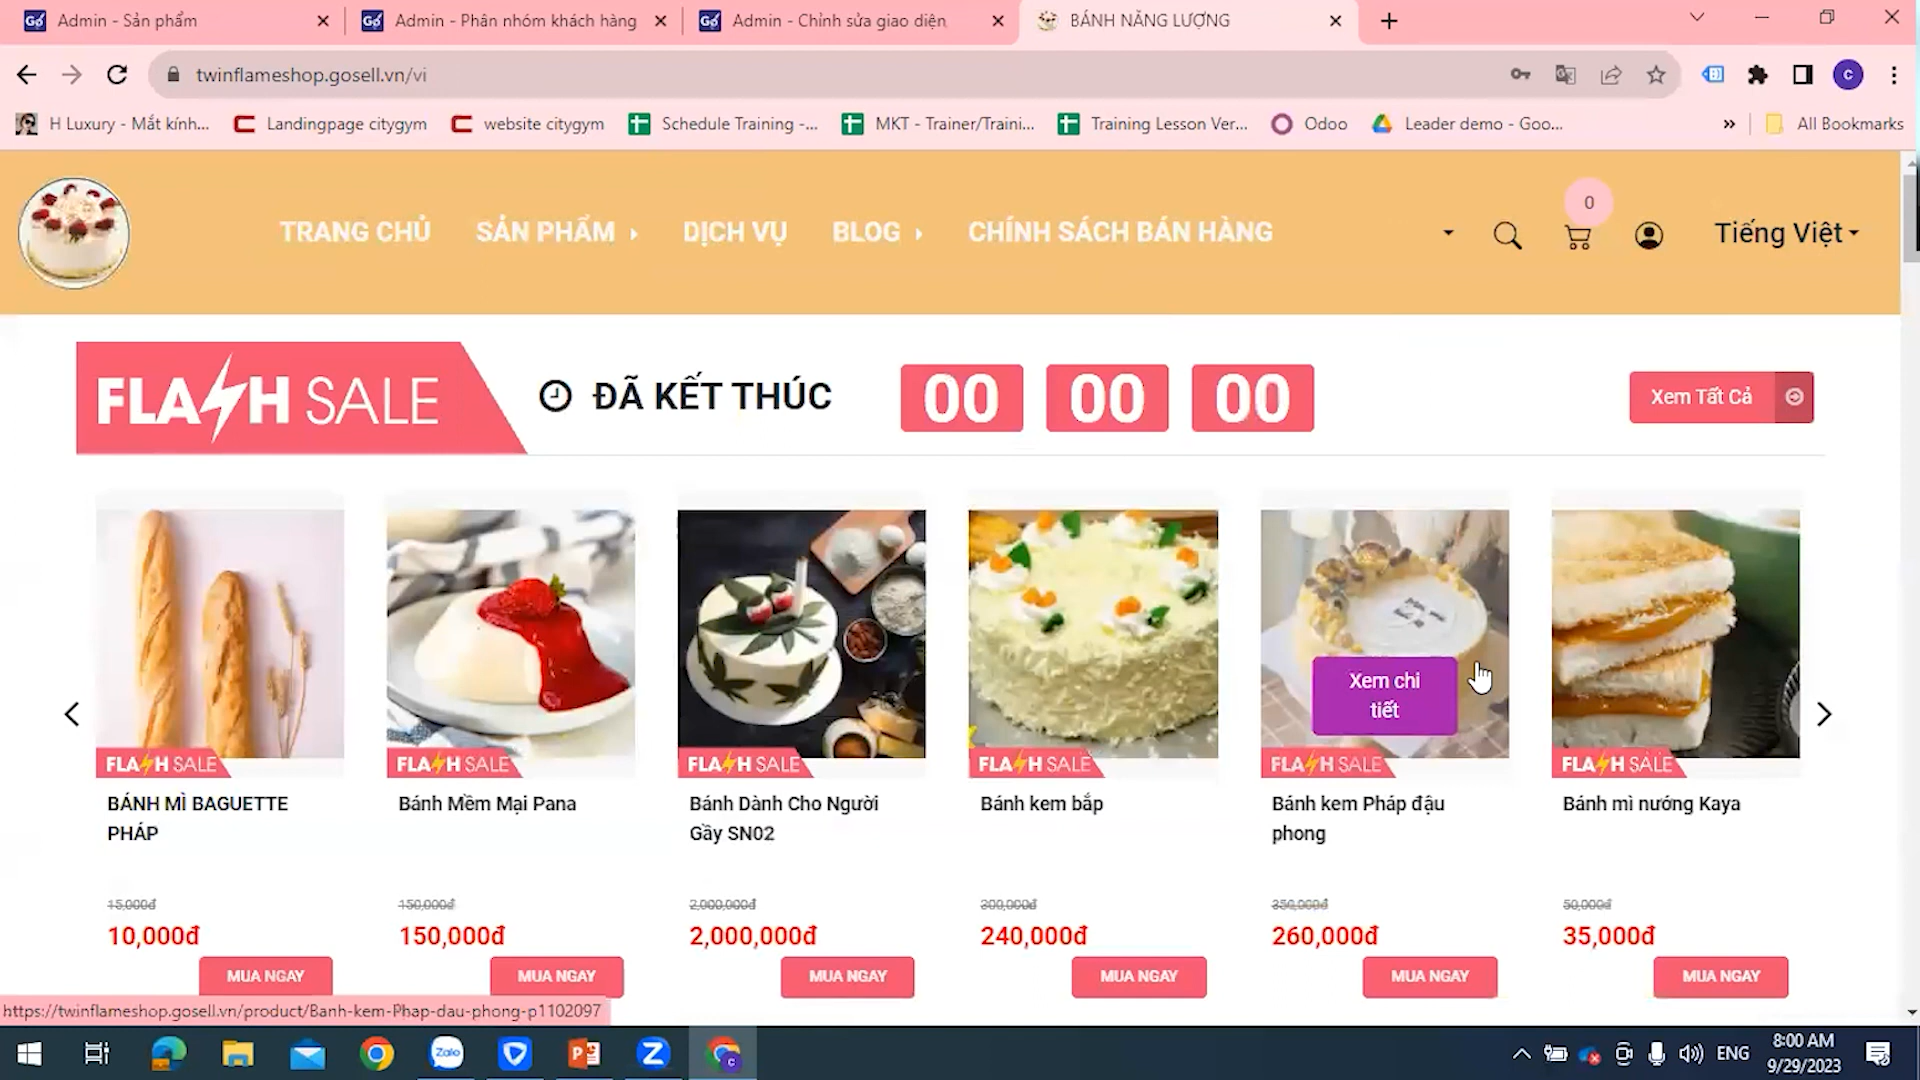 Admin - Sản phẩm
Admin - Phân nhóm khách hàng
Admin - Chỉnh sửa giao diện
BÁNH NĂNG LƯỢNG
twinflameshop.gosell.vn/vi
H Luxury - Mắt kính...
Landingpage citygym
website citygym
Schedule Training -...
MKT - Trainer/Traini...
Training Lesson Ver...
Odoo
Leader demo - Goo...
» All Bookmarks
TRANG CHỦ SẢN PHẨM DỊCH VỤ BLOG CHÍNH SÁCH BÁN HÀNG 0 Tiếng Việt
FLASH SALE ĐÃ KẾT THÚC 00 00 00 Xem Tất Cả
Xem chi
tiết
FLASH SALE FLASH SALE FLASH SALE FLASH SALE FLASH SALE FLASH SALE
BÁNH MÌ BAGUETTE
PHÁP
Bánh Mềm Mại Pana
Bánh Dành Cho Người
Gầy SN02
Bánh kem bắp
Bánh kem Pháp đậu
phong
Bánh mì nướng Kaya
15,000đ 150,000đ 2,000,000đ 300,000đ 350,000đ 50,000đ
10,000đ 150,000đ 2,000,000đ 240,000đ 260,000đ 35,000đ
MUA NGAY MUA NGAY MUA NGAY MUA NGAY MUA NGAY MUA NGAY
https://twinflameshop.gosell.vn/product/Banh-kem-Phap-dau-phong-p1102097
Zalo
ENG
8:00 AM
9/29/2023